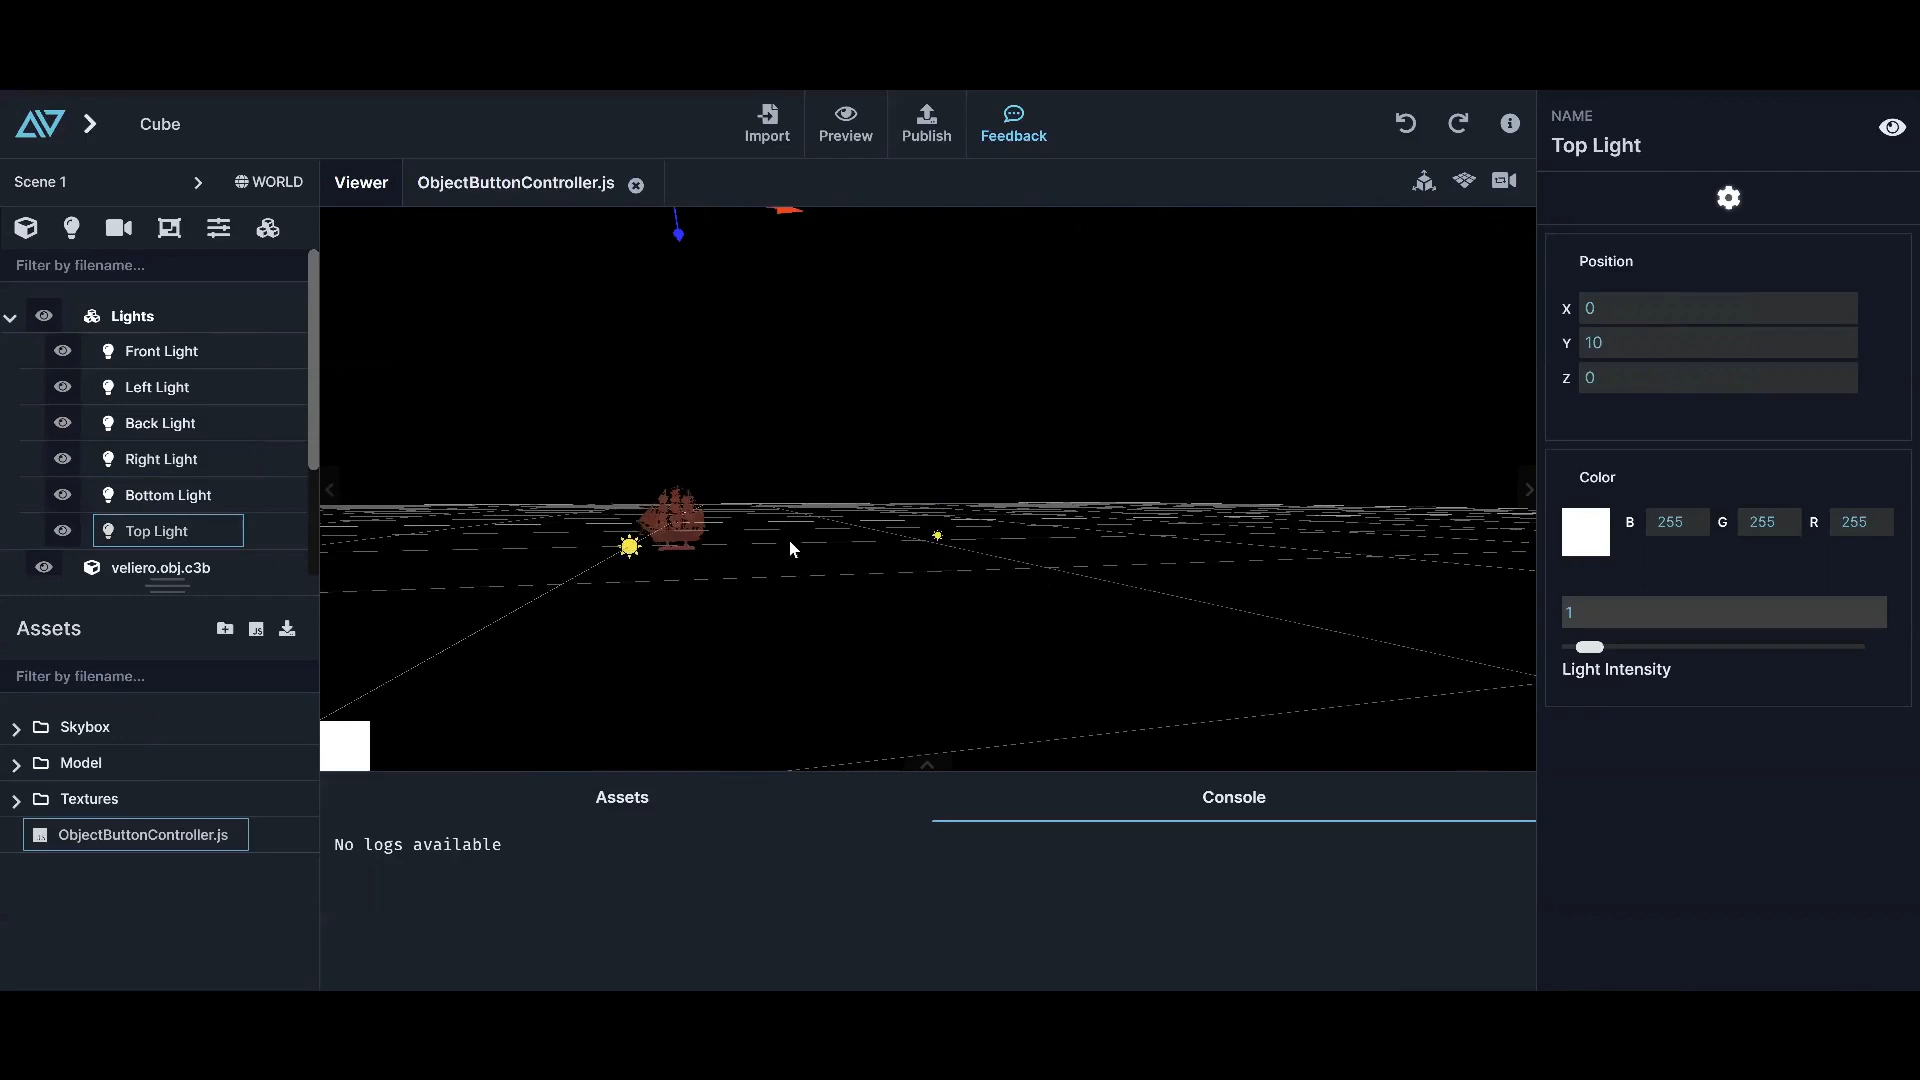 Cube
Import
Preview
Publish
Feedback
NAME
Top Light
Scene 1
WORLD
Viewer
ObjectButtonController.js
Filter by filename...
Lights
Front Light
Left Light
Back Light
Right Light
Bottom Light
Top Light
veliero.obj.c3b
Assets
JS
Filter by filename...
Skybox
Model
Textures
JS ObjectButtonController.js
Assets
Console
No logs available
Position
X 0
Y 10
Z 0
Color
B 255 G 255 R 255
1
Light Intensity